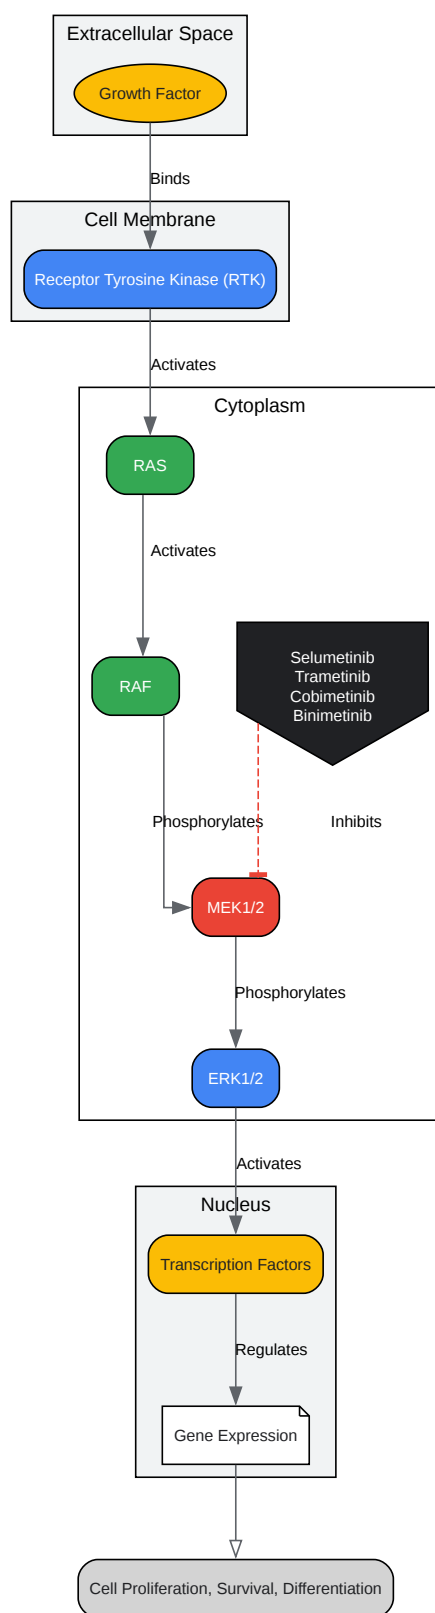 Extracellular Space
Growth Factor
Binds
Cell Membrane
Receptor Tyrosine Kinase (RTK)
Activates
Cytoplasm
RAS
Activates
Selumetinib
Trametinib
Cobimetinib
Binimetinib
RAF
Phosphorylates
Inhibits
MEK1/2
Phosphorylates
ERK1/2
Activates
Nucleus
Transcription Factors
Regulates
Gene Expression
Cell Proliferation, Survival, Differentiation